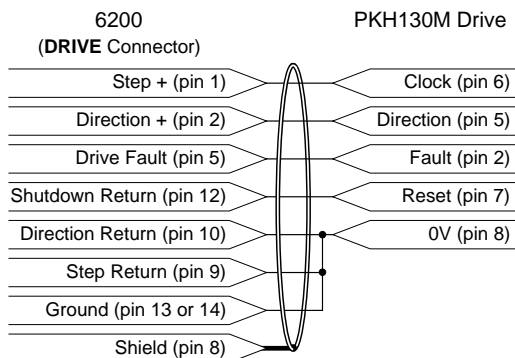 6200 PKH130M Drive
(DRIVE Connector)
Step + (pin 1) Clock (pin 6)
Direction + (pin 2) Direction (pin 5)
Drive Fault (pin 5) Fault (pin 2)
Shutdown Return (pin 12) Reset (pin 7)
Direction Return (pin 10) 0V (pin 8)
Step Return (pin 9)
Ground (pin 13 or 14)
Shield (pin 8)